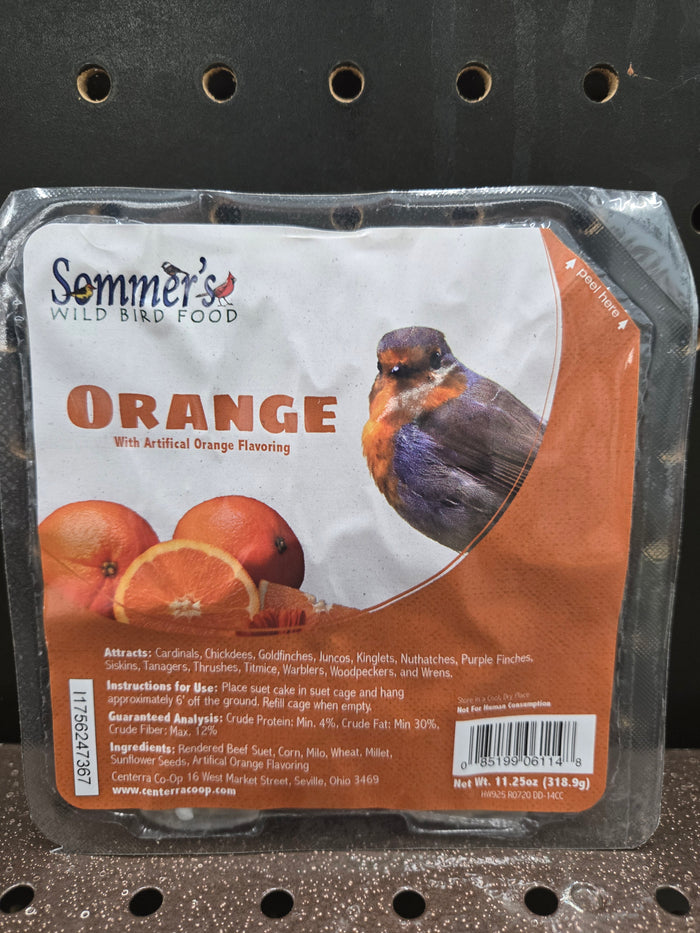 peel here
Sommer's
WILD BIRD FOOD
ORANGE
With Artifical Orange Flavoring
Attracts: Cardinals, Chickdees, Goldfinches, Juncos, Kinglets, Nuthatches, Purple Finches,
Siskins, Tanagers, Thrushes, Titmice, Warblers, Woodpeckers, and Wrens.
Instructions for Use: Place suet cake in suet cage and hang
approximately 6' off the ground. Refill cage when empty.
Guaranteed Analysis: Crude Protein: Min. 4%, Crude Fat: Min 30%,
Crude Fiber: Max. 12%
Ingredients: Rendered Beef Suet, Corn, Milo, Wheat, Millet,
Sunflower Seeds, Artifical Orange Flavoring
Centerra Co-Op 16 West Market Street, Seville, Ohio 3469
www.centerracoop.com
I1756247367
Store in a Cool, Dry Place
Not For Human Consumption
0 85199 06114 8
Net Wt. 11.25oz (318.9g)
HW925 R0720 DD-14CC